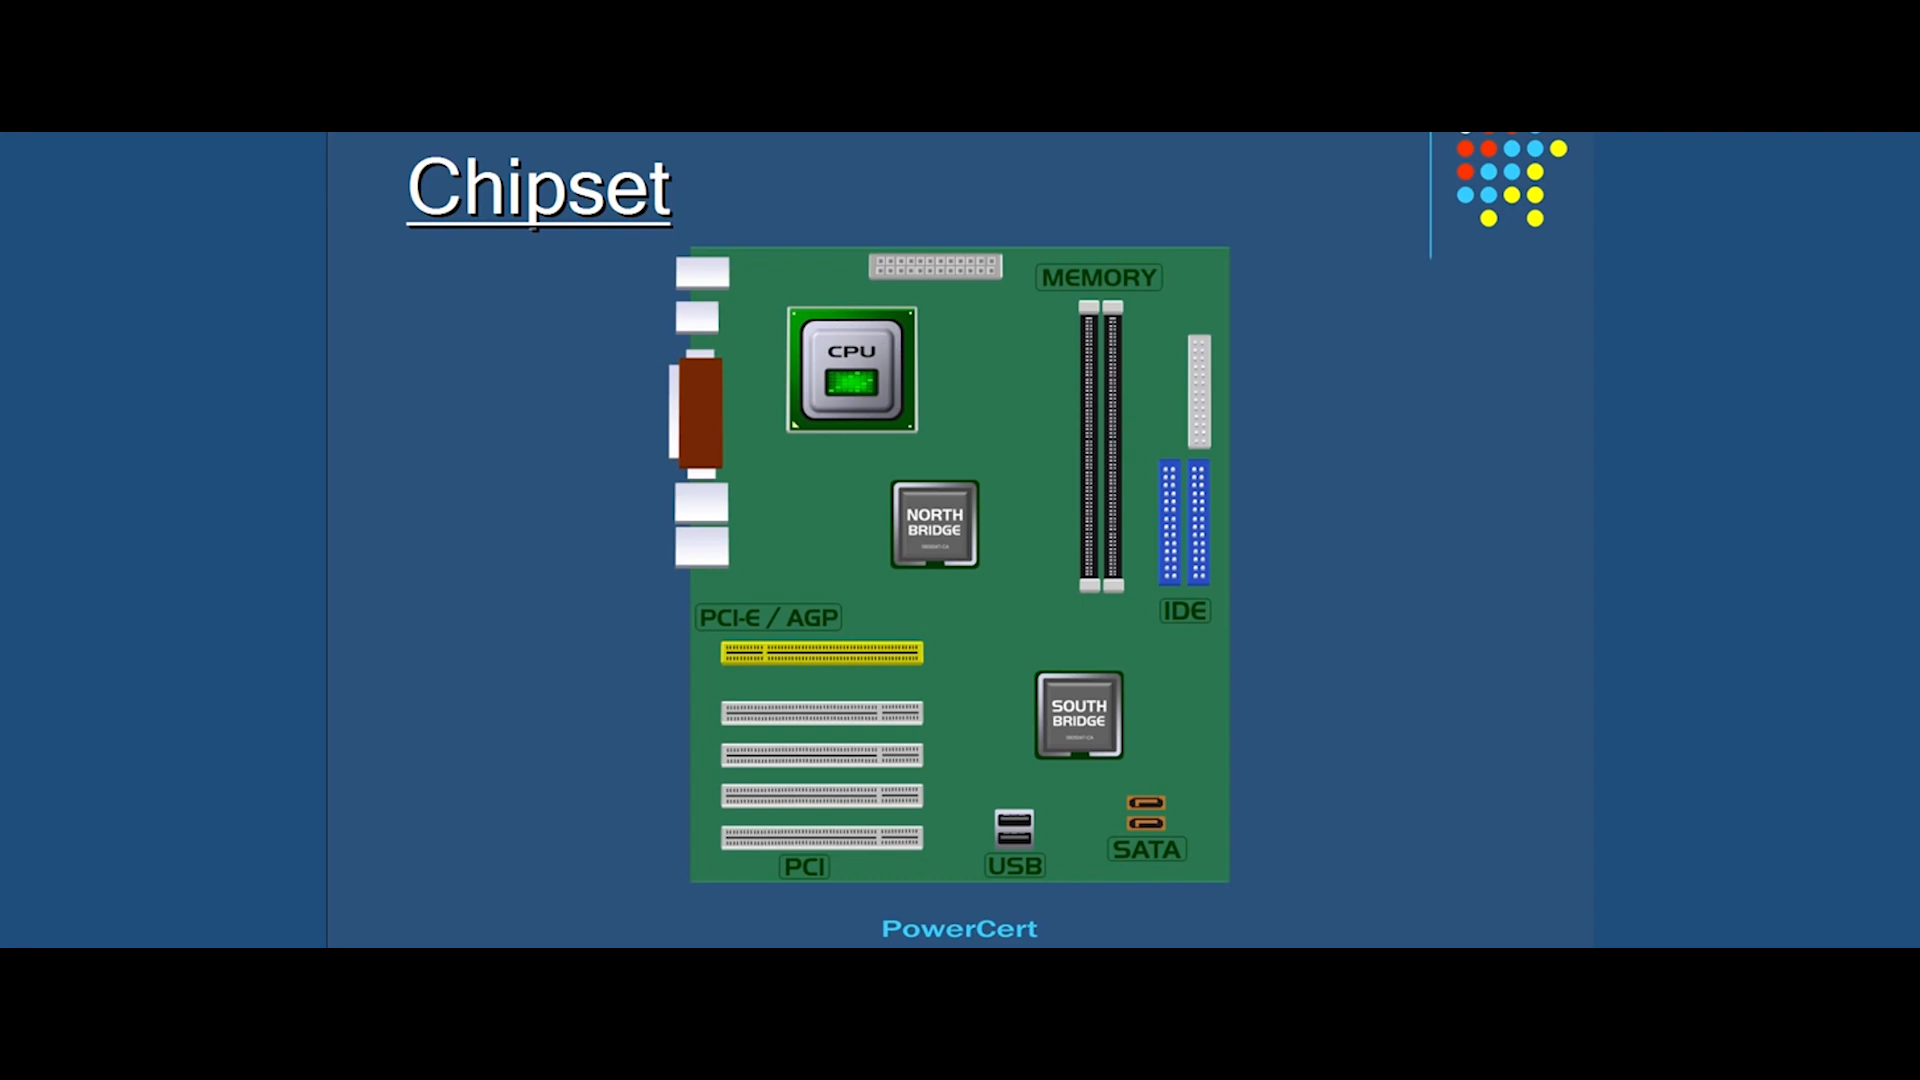 Chipset
MEMORY
CPU
NORTH
BRIDGE
PCI-E / AGP
IDE
SOUTH
BRIDGE
SATA
PCI
USB
PowerCert